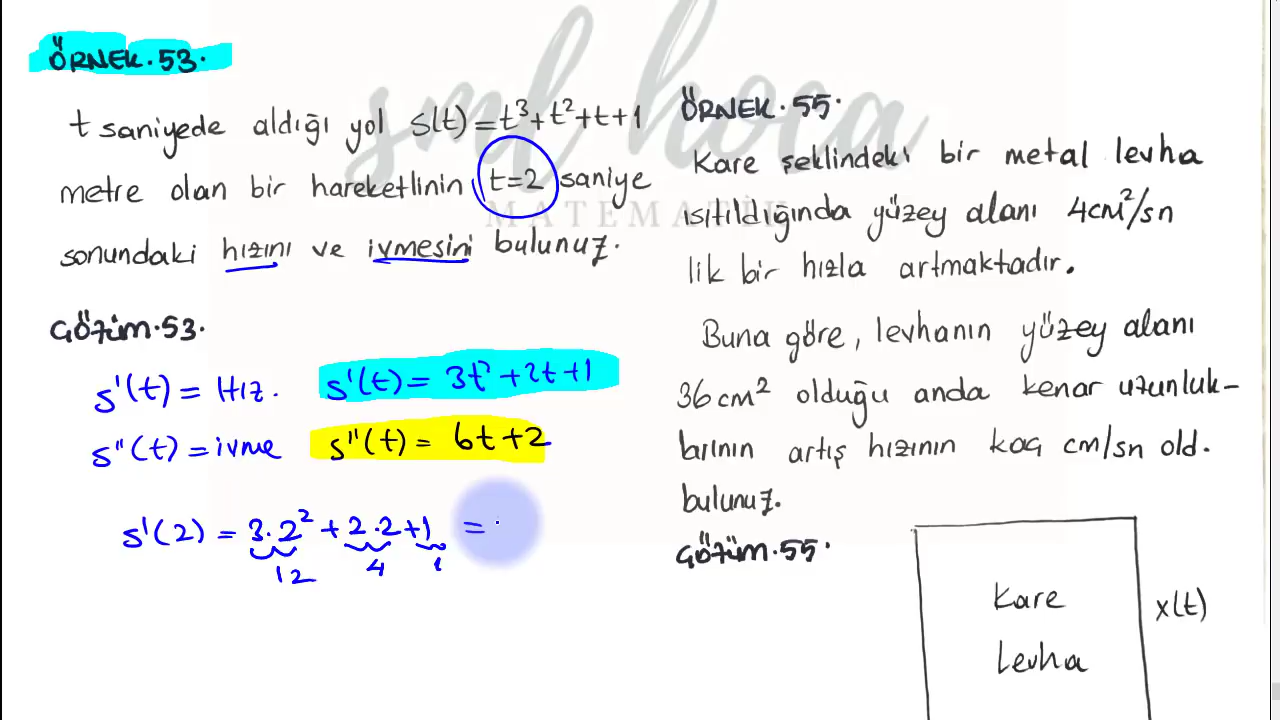 ÖRNEK.53.
t saniyede aldığı yol s(t)=t³+t²+t+1
metre olan bir hareketlinin t=2 saniye
sonundaki hızını ve ivmesini bulunuz.
Çözüm.53.
s'(t) = Hız. s'(t) = 3t²+2t+1
s''(t) = ivme s''(t) = 6t+2
s'(2) = 3.2² + 2.2 +1 =
12 4 1
ÖRNEK.55.
Kare şeklindeki bir metal levha
ısıtıldığında yüzey alanı 4cm²/sn
lik bir hızla artmaktadır.
Buna göre, levhanın yüzey alanı
36cm² olduğu anda kenar uzunluk-
larının artış hızının kaç cm/sn old.
bulunuz.
Çözüm.55.
Kare
levha
x(t)
sml hoca
MATEMATİK